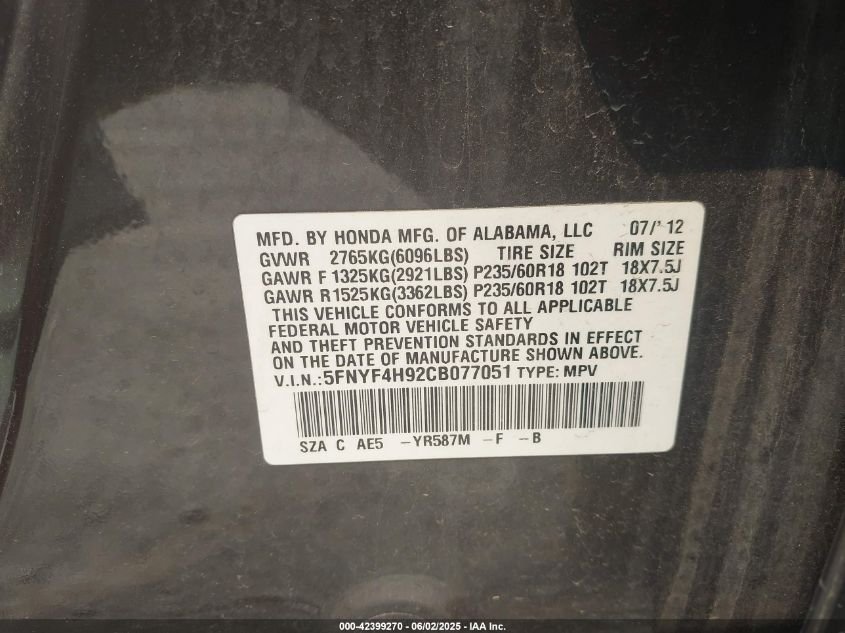 MFD. BY HONDA MFG. OF ALABAMA, LLC 07/'12
GVWR 2765KG(6096LBS) TIRE SIZE RIM SIZE
GAWR F1325KG(2921LBS) P235/60R18 102T 18X7.5J
GAWR R1525KG(3362LBS) P235/60R18 102T 18X7.5J
THIS VEHICLE CONFORMS TO ALL APPLICABLE
FEDERAL MOTOR VEHICLE SAFETY
AND THEFT PREVENTION STANDARDS IN EFFECT
ON THE DATE OF MANUFACTURE SHOWN ABOVE.
V.I.N.:5FNYF4H92CB077051 TYPE: MPV
SZA C AE5 -YR587M -F -B
000-42399270 - 06/02/2025 - IAA Inc.